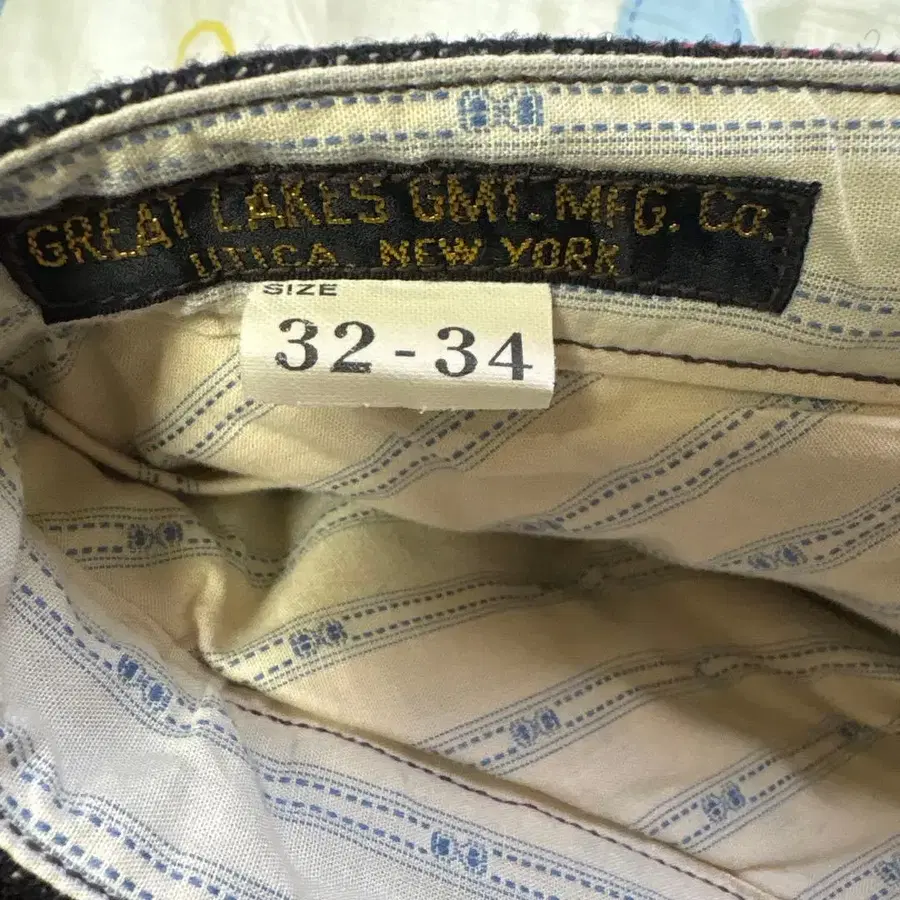 GREAT LAKES GMT. MFG. Co.
UTICA, NEW YORK
SIZE
32-34